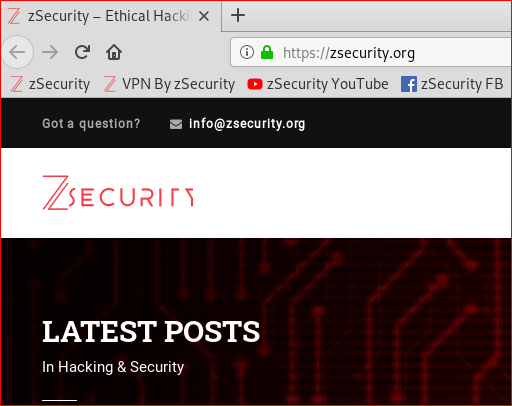 zSecurity – Ethical Hackin
https://zsecurity.org
zSecurity VPN By zSecurity zSecurity YouTube zSecurity FB
Got a question? info@zsecurity.org
ZSECURITY
LATEST POSTS
In Hacking & Security